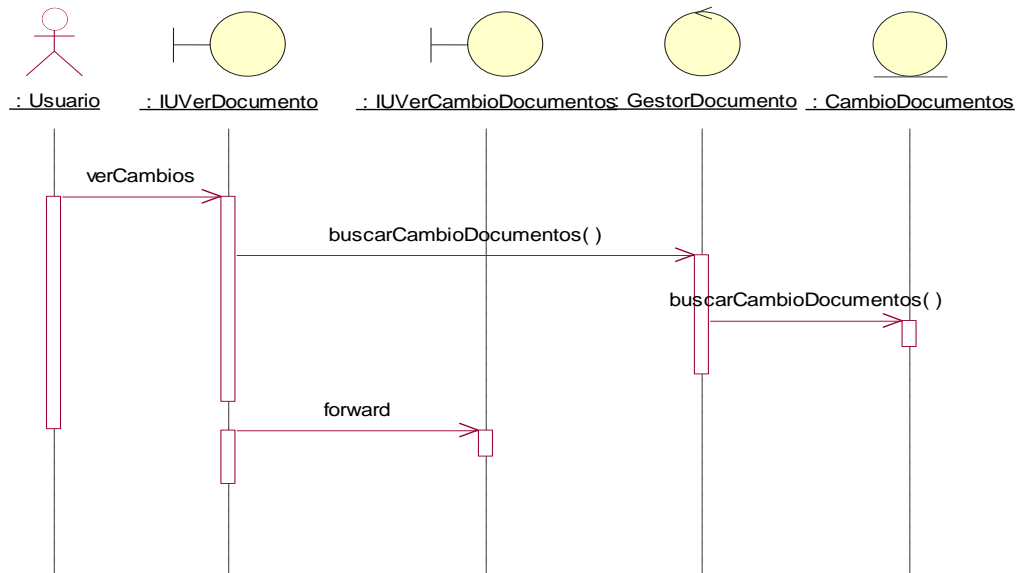 : Usuario
: IUVerDocumento
: IUVerCambioDocumentos
: GestorDocumento
: CambioDocumentos
verCambios
buscarCambioDocumentos( )
buscarCambioDocumentos( )
forward